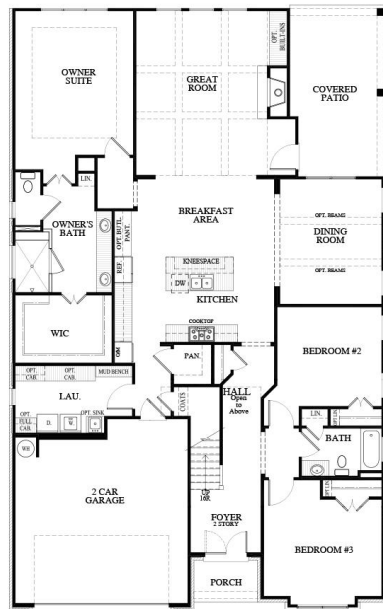 OPT.
BUILT-INS
OWNER
SUITE
GREAT
ROOM
COVERED
PATIO
LIN.
OWNER'S
BATH
OPT. BUTL.
PANT.
BREAKFAST
AREA
OPT. BEAMS
DINING
ROOM
OPT. BEAMS
REF.
KNEESPACE
DW
KITCHEN
COOKTOP
WIC
PAN.
BEDROOM #2
HALL
Open
to
Above
OPT.
CAB.
OPT.
CAB.
MUD BENCH
LAU.
COATS
LIN.
BATH
OPT.
FULL
CAB.
D.
W.
OPT. SINK
OPT LIN.
WH
UP
16R
2 CAR
GARAGE
FOYER
2 STORY
BEDROOM #3
PORCH